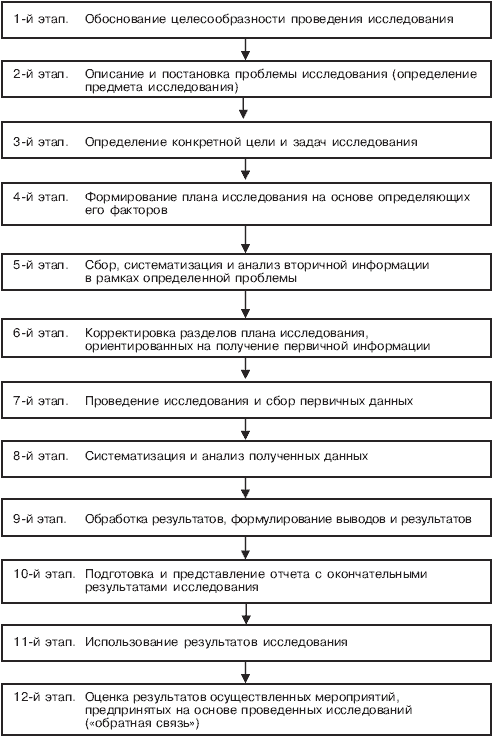 1-й этап. Обоснование целесообразности проведения исследования
2-й этап. Описание и постановка проблемы исследования (определение
предмета исследования)
3-й этап. Определение конкретной цели и задач исследования
4-й этап. Формирование плана исследования на основе определяющих
его факторов
5-й этап. Сбор, систематизация и анализ вторичной информации
в рамках определенной проблемы
6-й этап. Корректировка разделов плана исследования,
ориентированных на получение первичной информации
7-й этап. Проведение исследования и сбор первичных данных
8-й этап. Систематизация и анализ полученных данных
9-й этап. Обработка результатов, формулирование выводов и результатов
10-й этап. Подготовка и представление отчета с окончательными
результатами исследования
11-й этап. Использование результатов исследования
12-й этап. Оценка результатов осуществленных мероприятий,
предпринятых на основе проведенных исследований
(«обратная связь»)